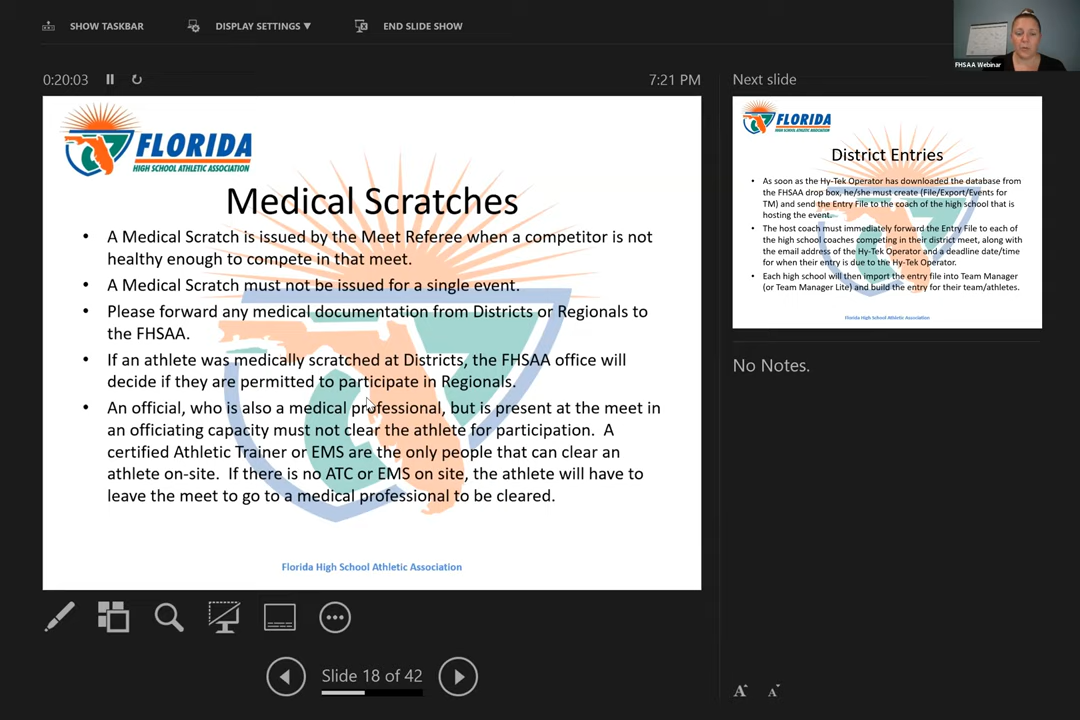 SHOW TASKBAR
DISPLAY SETTINGS ▼
END SLIDE SHOW
FHSAA Webinar
0:20:03
7:21 PM
FLORIDA
HIGH SCHOOL ATHLETIC ASSOCIATION
Medical Scratches
• A Medical Scratch is issued by the Meet Referee when a competitor is not
healthy enough to compete in that meet.
• A Medical Scratch must not be issued for a single event.
• Please forward any medical documentation from Districts or Regionals to
the FHSAA.
• If an athlete was medically scratched at Districts, the FHSAA office will
decide if they are permitted to participate in Regionals.
• An official, who is also a medical professional, but is present at the meet in
an officiating capacity must not clear the athlete for participation. A
certified Athletic Trainer or EMS are the only people that can clear an
athlete on-site. If there is no ATC or EMS on site, the athlete will have to
leave the meet to go to a medical professional to be cleared.
Florida High School Athletic Association
Slide 18 of 42
Next slide
FLORIDA
HIGH SCHOOL ATHLETIC ASSOCIATION
District Entries
• As soon as the Hy-Tek Operator has downloaded the database from
the FHSAA drop box, he/she must create (File/Export/Events for
TM) and send the Entry File to the coach of the high school that is
hosting the event.
• The host coach must immediately forward the Entry File to each of
the high school coaches competing in their district meet, along with
the email address of the Hy-Tek Operator and a deadline date/time
for when their entry is due to the Hy-Tek Operator.
• Each high school will then import the entry file into Team Manager
(or Team Manager Lite) and build the entry for their team/athletes.
Florida High School Athletic Association
No Notes.
A A